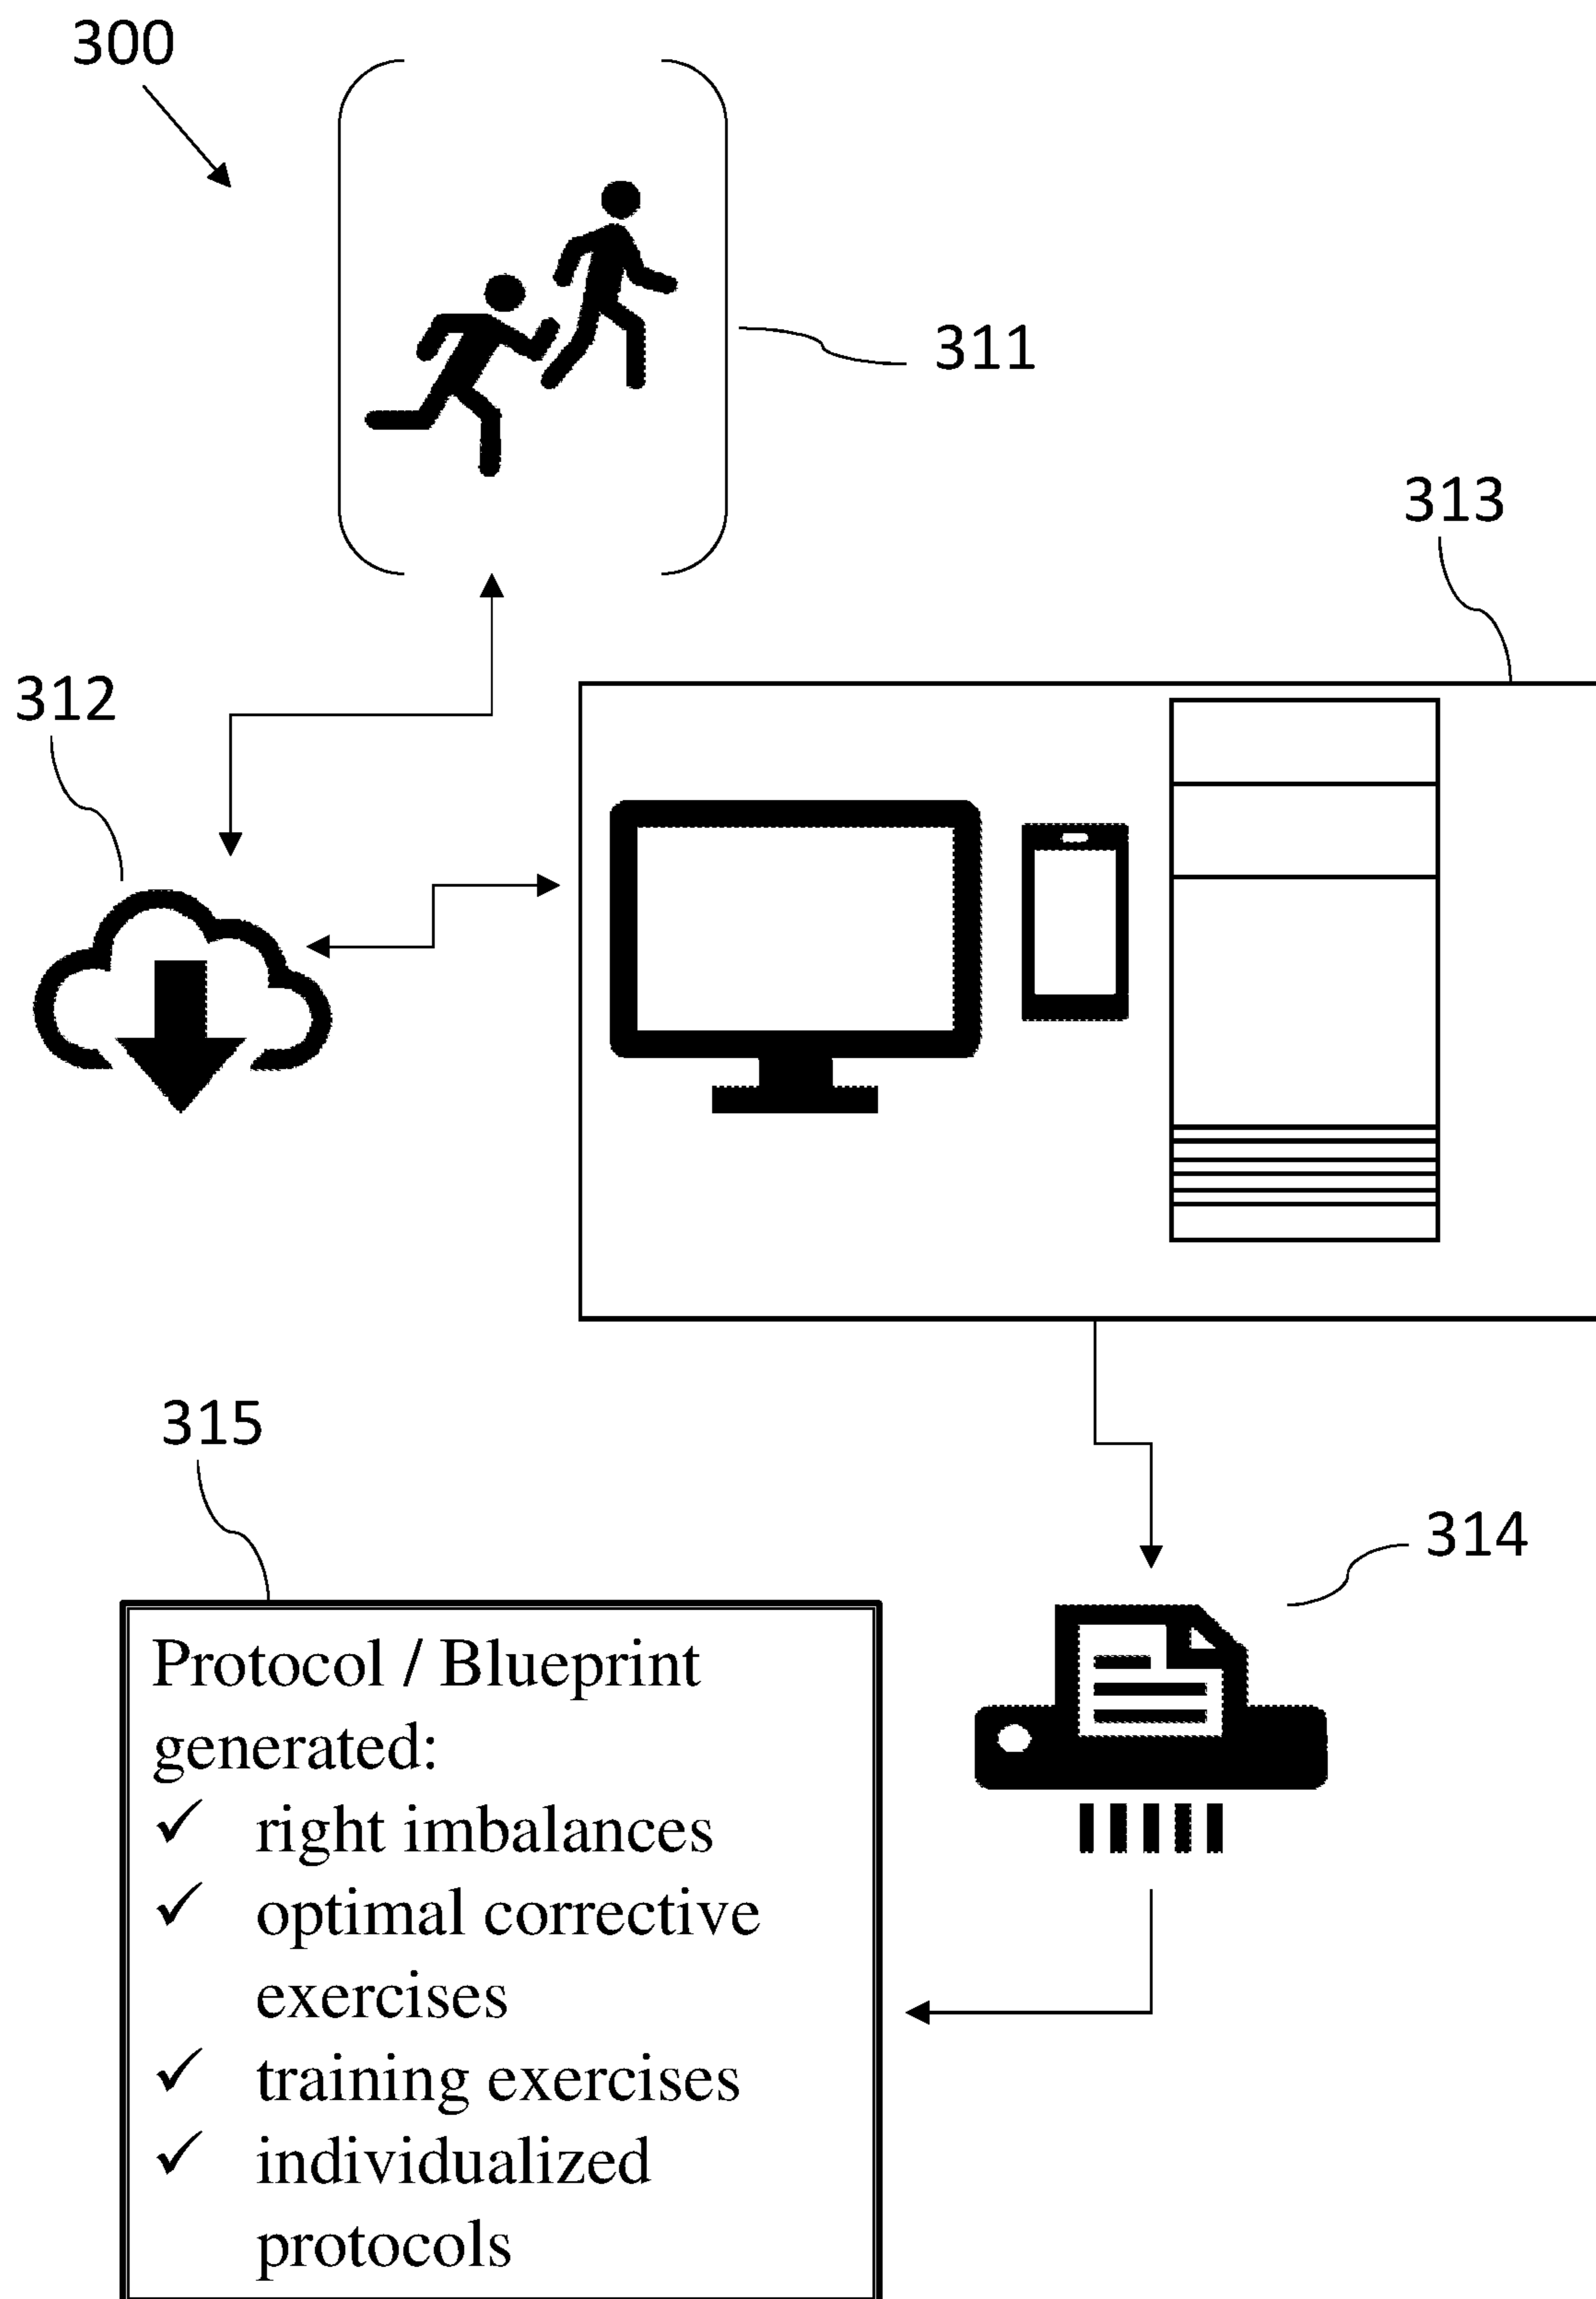 300
311
313
312
315
314
Protocol / Blueprint
generated:
✓ right imbalances
✓ optimal corrective
exercises
✓ training exercises
✓ individualized
protocols